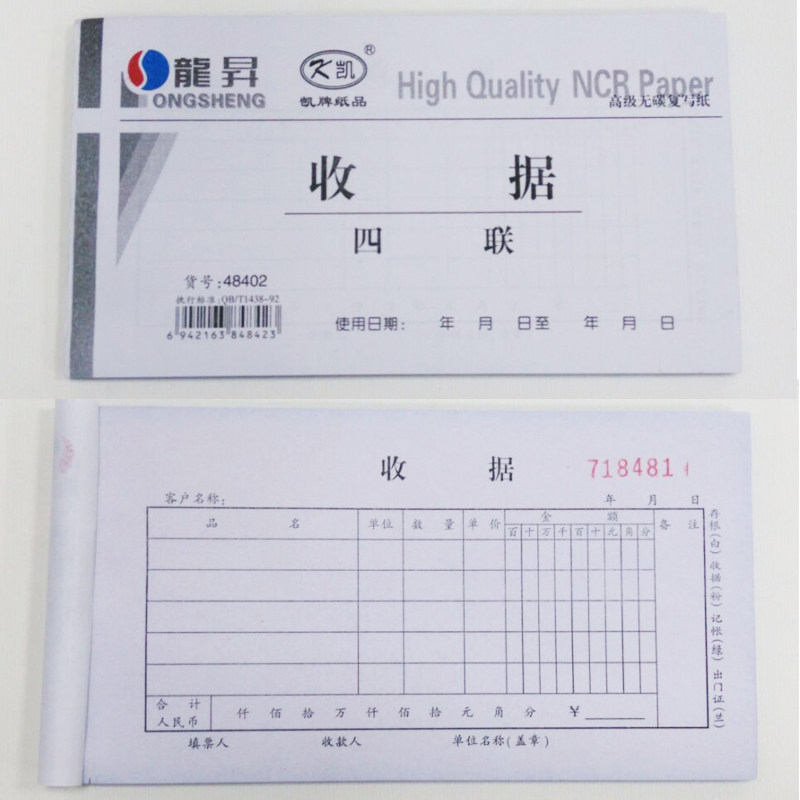 龍昇
ONGSHENG
K凯®
凯牌纸品
High Quality NCR Paper
高级无碳复写纸
收 据
四 联
货号:48402
执行标准:QB/T1438-92
6 942163 848423
使用日期: 年 月 日至 年 月 日
收 据
718481
客户名称:
年 月 日
品 名 单位 数 量 单 价 金 额 备 注
百 十 万 千 百 十 元 角 分
合 计
人民币
仟 佰 拾 万 仟 佰 拾 元 角 分 ¥
填票人 收款人 单位名称(盖章)
存根(白) 收据(粉) 记帐(绿) 出门证(兰)